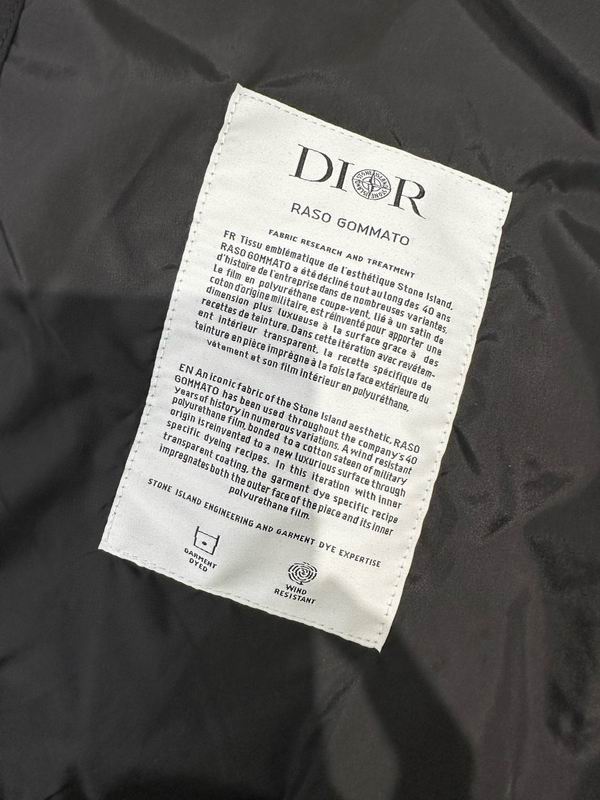 DIOR
STONE ISLAND
RASO GOMMATO
FABRIC RESEARCH AND TREATMENT
FR Tissu emblématique de l'esthétique Stone Island,
RASO GOMMATO a été décliné tout au long des 40 ans
d'histoire de l'entreprise dans de nombreuses variantes.
Le film en polyuréthane coupe-vent, lié à un satin de
coton d'origine militaire, est réinventé pour apporter une
dimension plus luxueuse à la surface grâce à des
recettes de teinture. Dans cette itération avec revêtem-
ent intérieur transparent, la recette spécifique de
teinture en pièce imprègne à la fois la face extérieure du
vêtement et son film intérieur en polyuréthane.
EN An iconic fabric of the Stone Island aesthetic, RASO
GOMMATO has been used throughout the company's 40
years of history in numerous variations. A wind resistant
polyurethane film, bonded to a cotton sateen of military
origin is reinvented to a new luxurious surface through
specific dyeing recipes. In this iteration with inner
transparent coating, the garment dye specific recipe
impregnates both the outer face of the piece and its inner
polyurethane film.
STONE ISLAND ENGINEERING AND GARMENT DYE EXPERTISE
GARMENT
DYED
WIND
RESISTANT